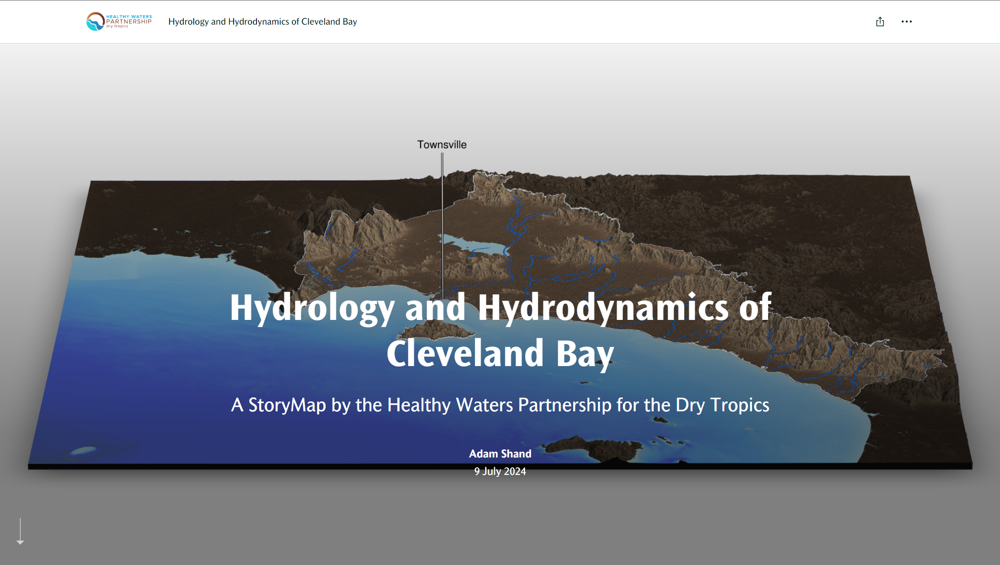 HEALTHY WATERS
PARTNERSHIP
dry tropics
Hydrology and Hydrodynamics of Cleveland Bay
Townsville
Hydrology and Hydrodynamics of
Cleveland Bay
A StoryMap by the Healthy Waters Partnership for the Dry Tropics
Adam Shand
9 July 2024